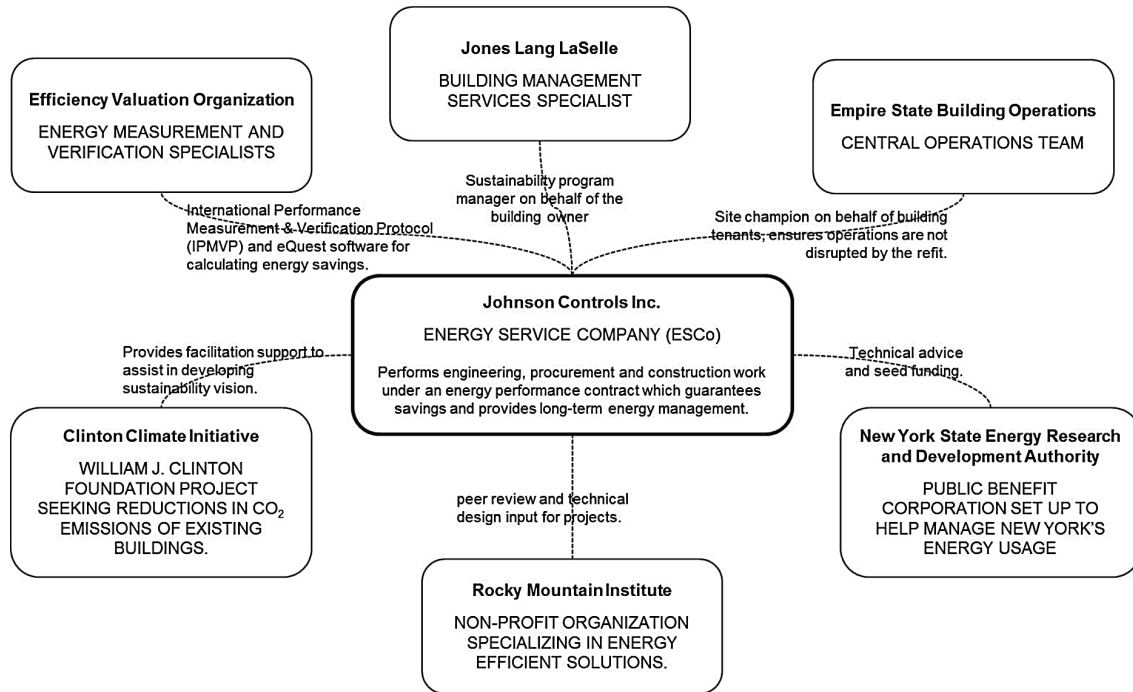 Jones Lang LaSelle
BUILDING MANAGEMENT
SERVICES SPECIALIST
Efficiency Valuation Organization
ENERGY MEASUREMENT AND
VERIFICATION SPECIALISTS
Empire State Building Operations
CENTRAL OPERATIONS TEAM
International Performance
Measurement & Verification Protocol
(IPMVP) and eQuest software for
calculating energy savings.
Sustainability program
manager on behalf of the
building owner
Site champion on behalf of building
tenants, ensures operations are not
disrupted by the refit.
Johnson Controls Inc.
ENERGY SERVICE COMPANY (ESCo)
Performs engineering, procurement and construction work
under an energy performance contract which guarantees
savings and provides long-term energy management.
Provides facilitation support to
assist in developing
sustainability vision.
Technical advice
and seed funding.
Clinton Climate Initiative
WILLIAM J. CLINTON
FOUNDATION PROJECT
SEEKING REDUCTIONS IN CO₂
EMISSIONS OF EXISTING
BUILDINGS.
New York State Energy Research
and Development Authority
PUBLIC BENEFIT
CORPORATION SET UP TO
HELP MANAGE NEW YORK'S
ENERGY USAGE
peer review and technical
design input for projects.
Rocky Mountain Institute
NON-PROFIT ORGANIZATION
SPECIALIZING IN ENERGY
EFFICIENT SOLUTIONS.